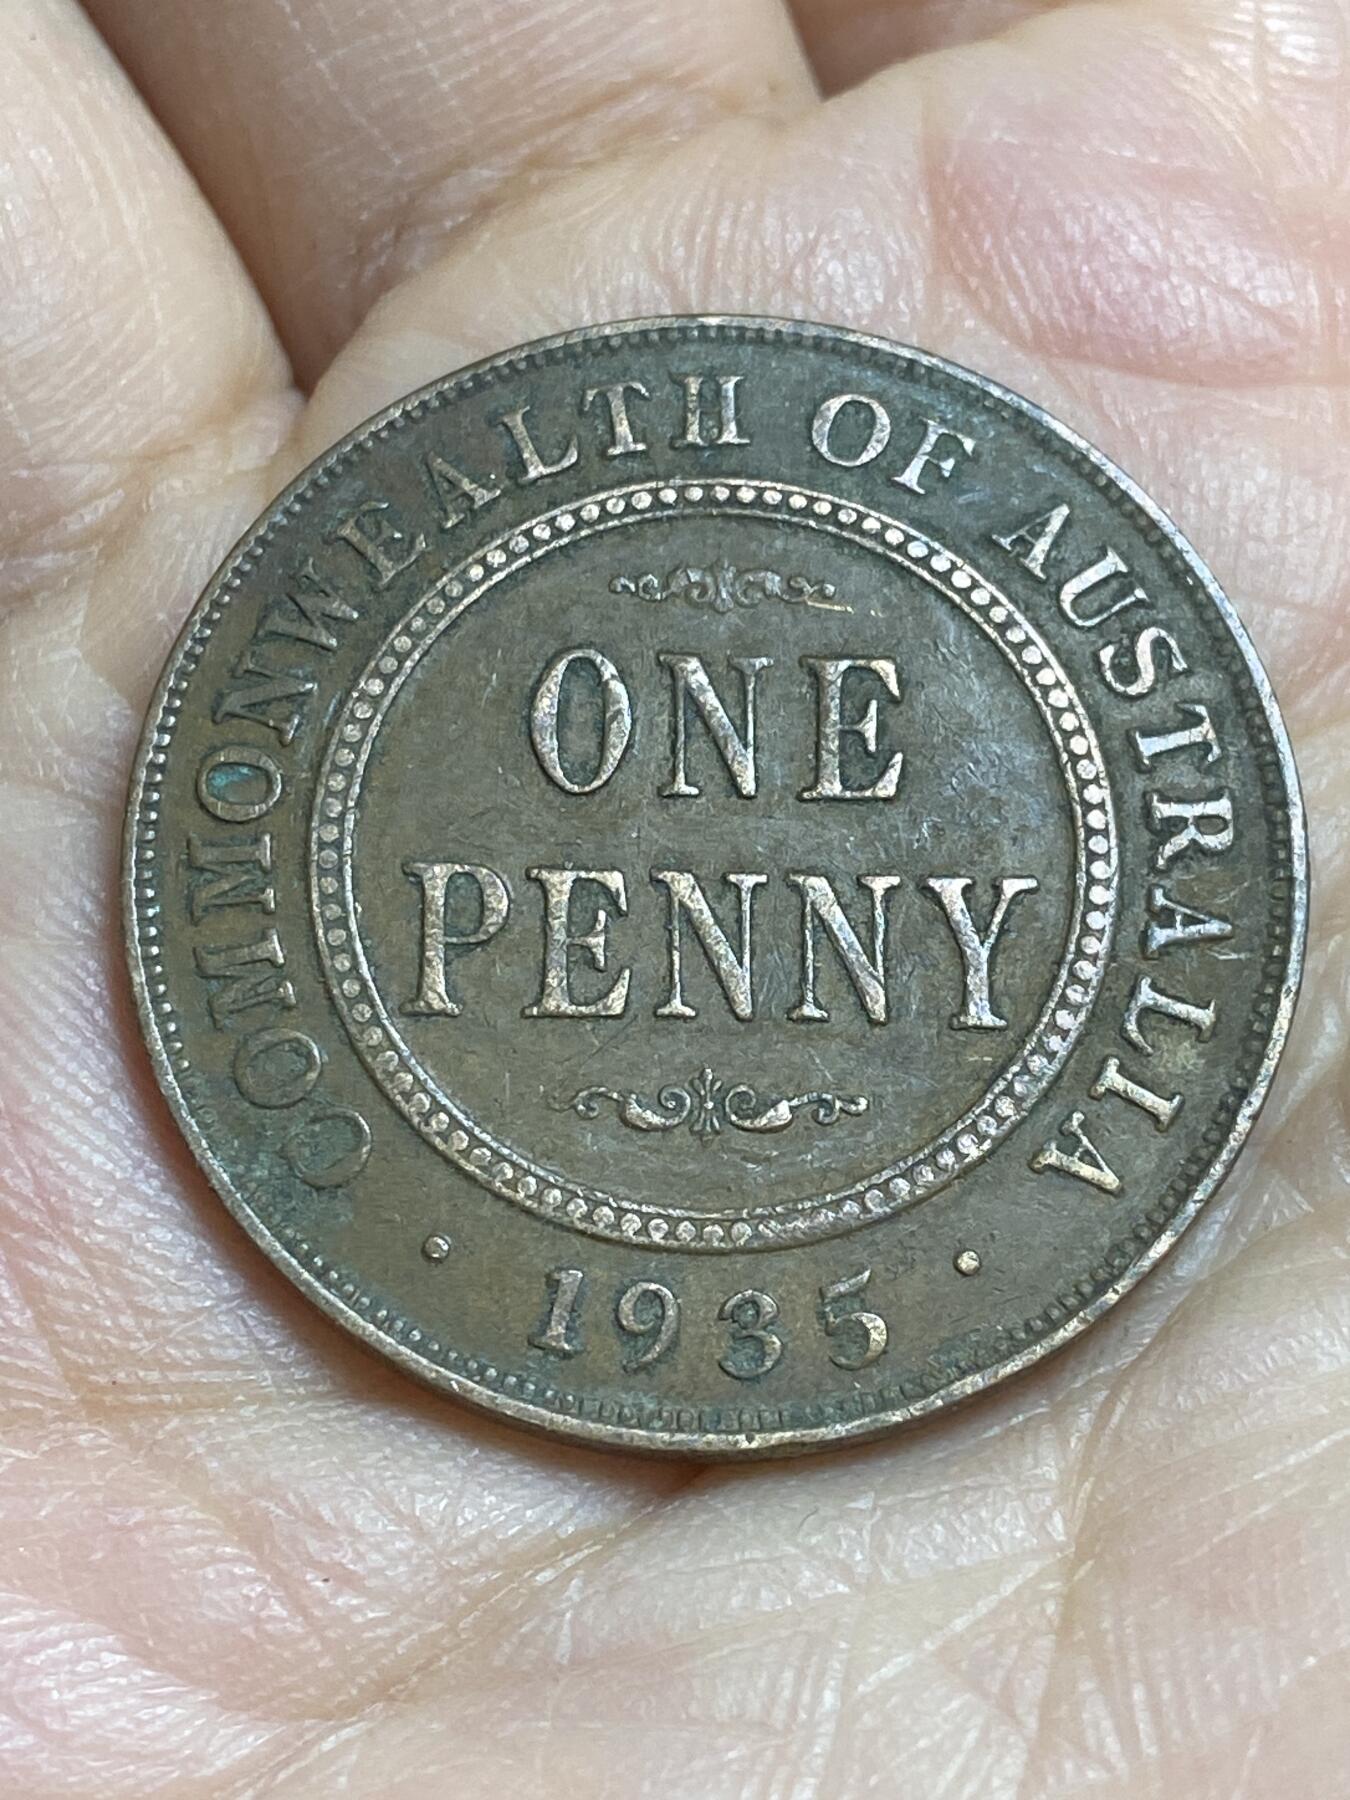 COMMONWEALTH OF AUSTRALIA
ONE
PENNY
· 1935 ·